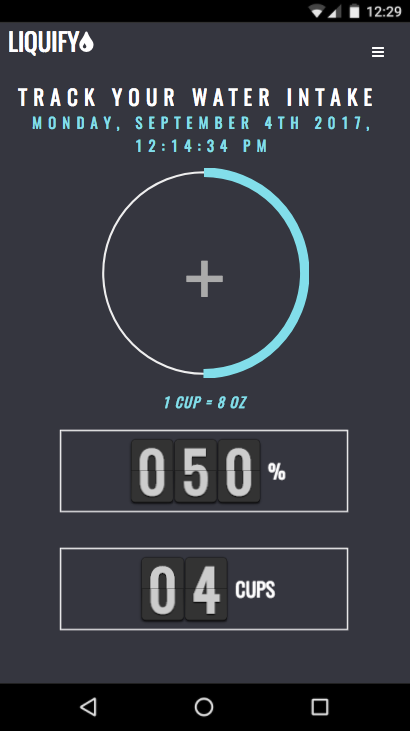 12:29
LIQUIFY
TRACK YOUR WATER INTAKE
MONDAY, SEPTEMBER 4TH 2017,
12:14:34 PM
+
1 CUP = 8 OZ
050 %
04 CUPS